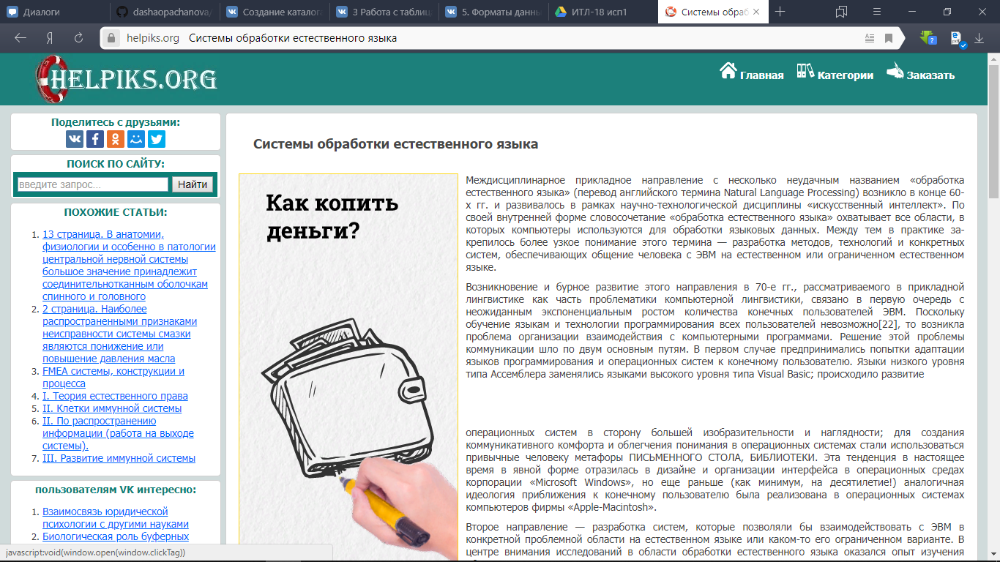 Диалоги
dashaopachanova/
Создание каталога
3 Работа с таблиц
5. Форматы данны
ИТЛ-18 исп1
Системы обраб
helpiks.org Системы обработки естественного языка
HELPIKS.ORG
Главная
Категории
Заказать
Поделитесь с друзьями:
ПОИСК ПО САЙТУ:
введите запрос...
Найти
ПОХОЖИЕ СТАТЬИ:
1. 13 страница. В анатомии,
физиологии и особенно в патологии
центральной нервной системы
большое значение принадлежит
соединительнотканным оболочкам
спинного и головного
2. 2 страница. Наиболее
распространенными признаками
неисправности системы смазки
являются понижение или
повышение давления масла
3. FMEA системы, конструкции и
процесса
4. I. Теория естественного права
5. II. Клетки иммунной системы
6. II. По распространению
информации (работа на выходе
системы).
7. III. Развитие иммунной системы
пользователям VK интересно:
1. Взаимосвязь юридической
психологии с другими науками
2. Биологическая роль буферных
javascript:void(window.open(window.clickTag))
Системы обработки естественного языка
Как копить
деньги?
Междисциплинарное прикладное направление с несколько неудачным названием «обработка
естественного языка» (перевод английского термина Natural Language Processing) возникло в конце 60-
х гг. и развивалось в рамках научно-технологической дисциплины «искусственный интеллект». По
своей внутренней форме словосочетание «обработка естественного языка» охватывает все области, в
которых компьютеры используются для обработки языковых данных. Между тем в практике за-
крепилось более узкое понимание этого термина — разработка методов, технологий и конкретных
систем, обеспечивающих общение человека с ЭВМ на естественном или ограниченном естественном
языке.
Возникновение и бурное развитие этого направления в 70-е гг., рассматриваемого в прикладной
лингвистике как часть проблематики компьютерной лингвистики, связано в первую очередь с
неожиданным экспоненциальным ростом количества конечных пользователей ЭВМ. Поскольку
обучение языкам и технологии программирования всех пользователей невозможно[22], то возникла
проблема организации взаимодействия с компьютерными программами. Решение этой проблемы
коммуникации шло по двум основным путям. В первом случае предпринимались попытки адаптации
языков программирования и операционных систем к конечному пользователю. Языки низкого уровня
типа Ассемблера заменялись языками высокого уровня типа Visual Basic; происходило развитие
операционных систем в сторону большей изобразительности и наглядности; для создания
коммуникативного комфорта и облегчения понимания в операционных системах стали использоваться
привычные человеку метафоры ПИСЬМЕННОГО СТОЛА, БИБЛИОТЕКИ. Эта тенденция в настоящее
время в явной форме отразилась в дизайне и организации интерфейса в операционных средах
корпорации «Microsoft Windows», но еще раньше (как минимум, на десятилетие!) аналогичная
идеология приближения к конечному пользователю была реализована в операционных системах
компьютеров фирмы «Apple-Macintosh».
Второе направление — разработка систем, которые позволяли бы взаимодействовать с ЭВМ в
конкретной проблемной области на естественном языке или каком-то его ограниченном варианте. В
центре внимания исследований в области обработки естественного языка оказался опыт изучения